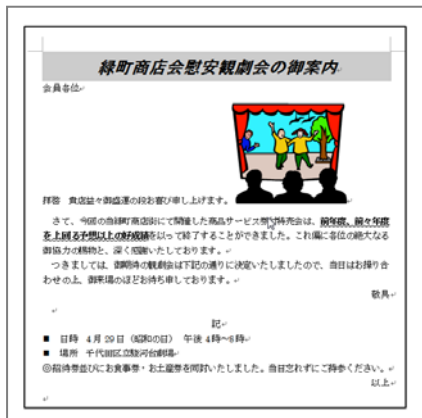 緑町商店会慰安観劇会の御案内
会員各位
拝啓　貴店益々御盛運の段お喜び申し上げます。
さて、今回の当緑町商店街にて開催した商品サービス祭付特売会は、前年度、前々年度
を上回る予想以上の好成績を以って終了することができました。これ偏に各位の絶大なる
御協力の賜物と、深く感謝いたしております。
つきましては、御期待の観劇会は下記の通りに決定いたしましたので、当日はお繰り合
わせの上、御来場のほどお待ち申しております。
敬具
記
■　日時　4月29日（昭和の日）　午後4時～8時
■　場所　千代田区立駿河台劇場
◎招待券並びにお食事券・お土産券を同封いたしました。当日忘れずにご持参ください。
以上